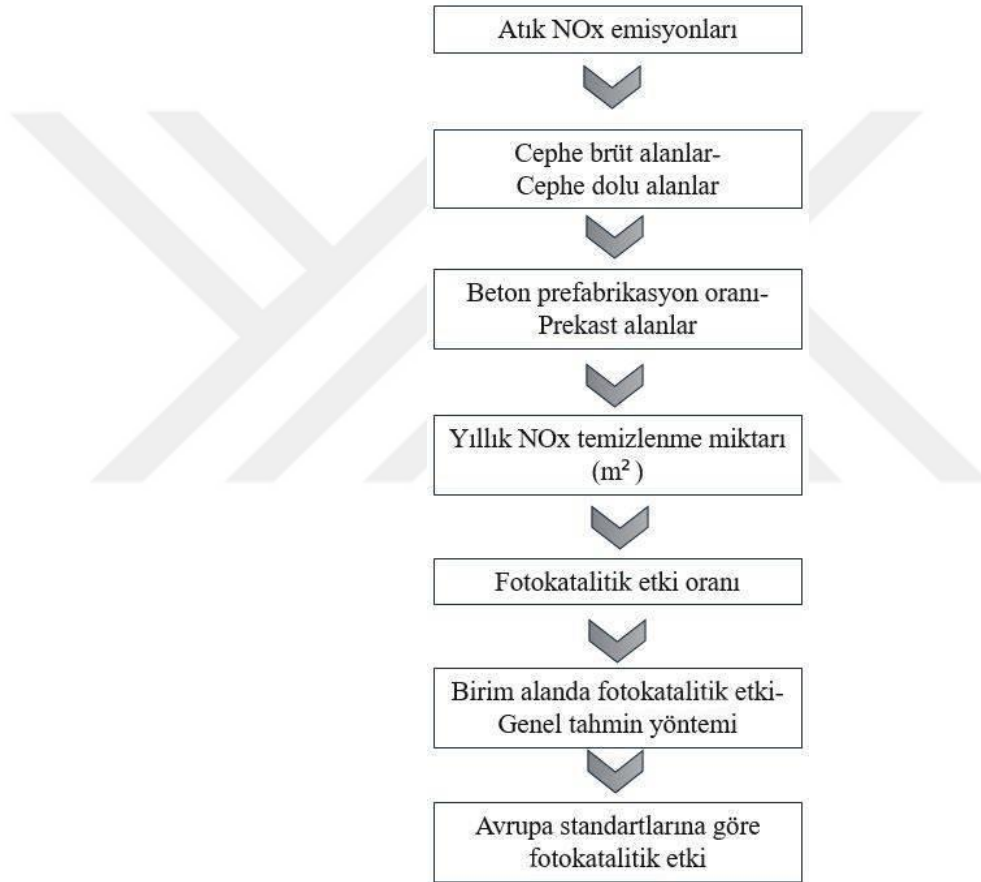 Atık NOx emisyonları
Cephe brüt alanlar-
Cephe dolu alanlar
Beton prefabrikasyon oranı-
Prekast alanlar
Yıllık NOx temizlenme miktarı
(m²)
Fotokatalitik etki oranı
Birim alanda fotokatalitik etki-
Genel tahmin yöntemi
Avrupa standartlarına göre
fotokatalitik etki